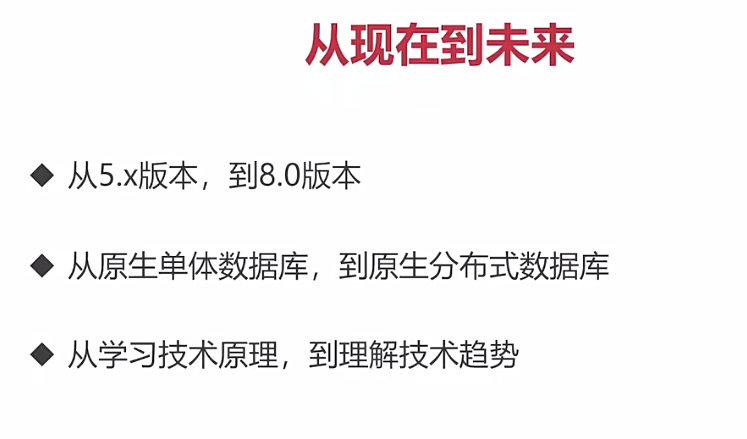 从现在到未来
◆ 从5.x版本，到8.0版本
◆ 从原生单体数据库，到原生分布式数据库
◆ 从学习技术原理，到理解技术趋势